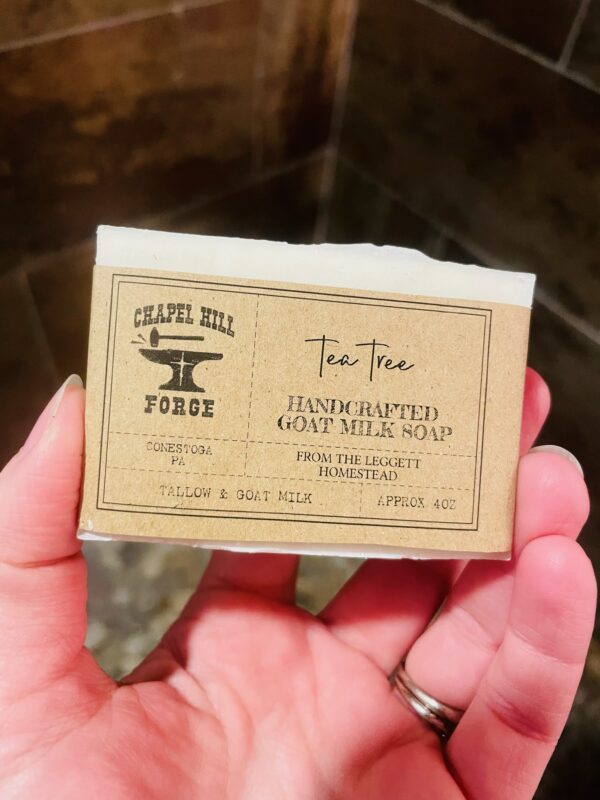 CHAPEL HILL
FORGE
Tea Tree
HANDCRAFTED
GOAT MILK SOAP
CONESTOGA
PA
FROM THE LEGGETT
HOMESTEAD
TALLOW & GOAT MILK
APPROX 4OZ